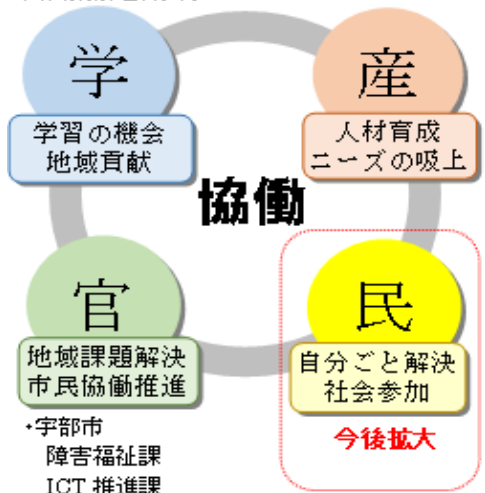 学
学習の機会
地域貢献
産
人材育成
ニーズの吸上
協働
官
地域課題解決
市民協働推進
・宇部市
障害福祉課
ICT 推進課
民
自分ごと解決
社会参加
今後拡大